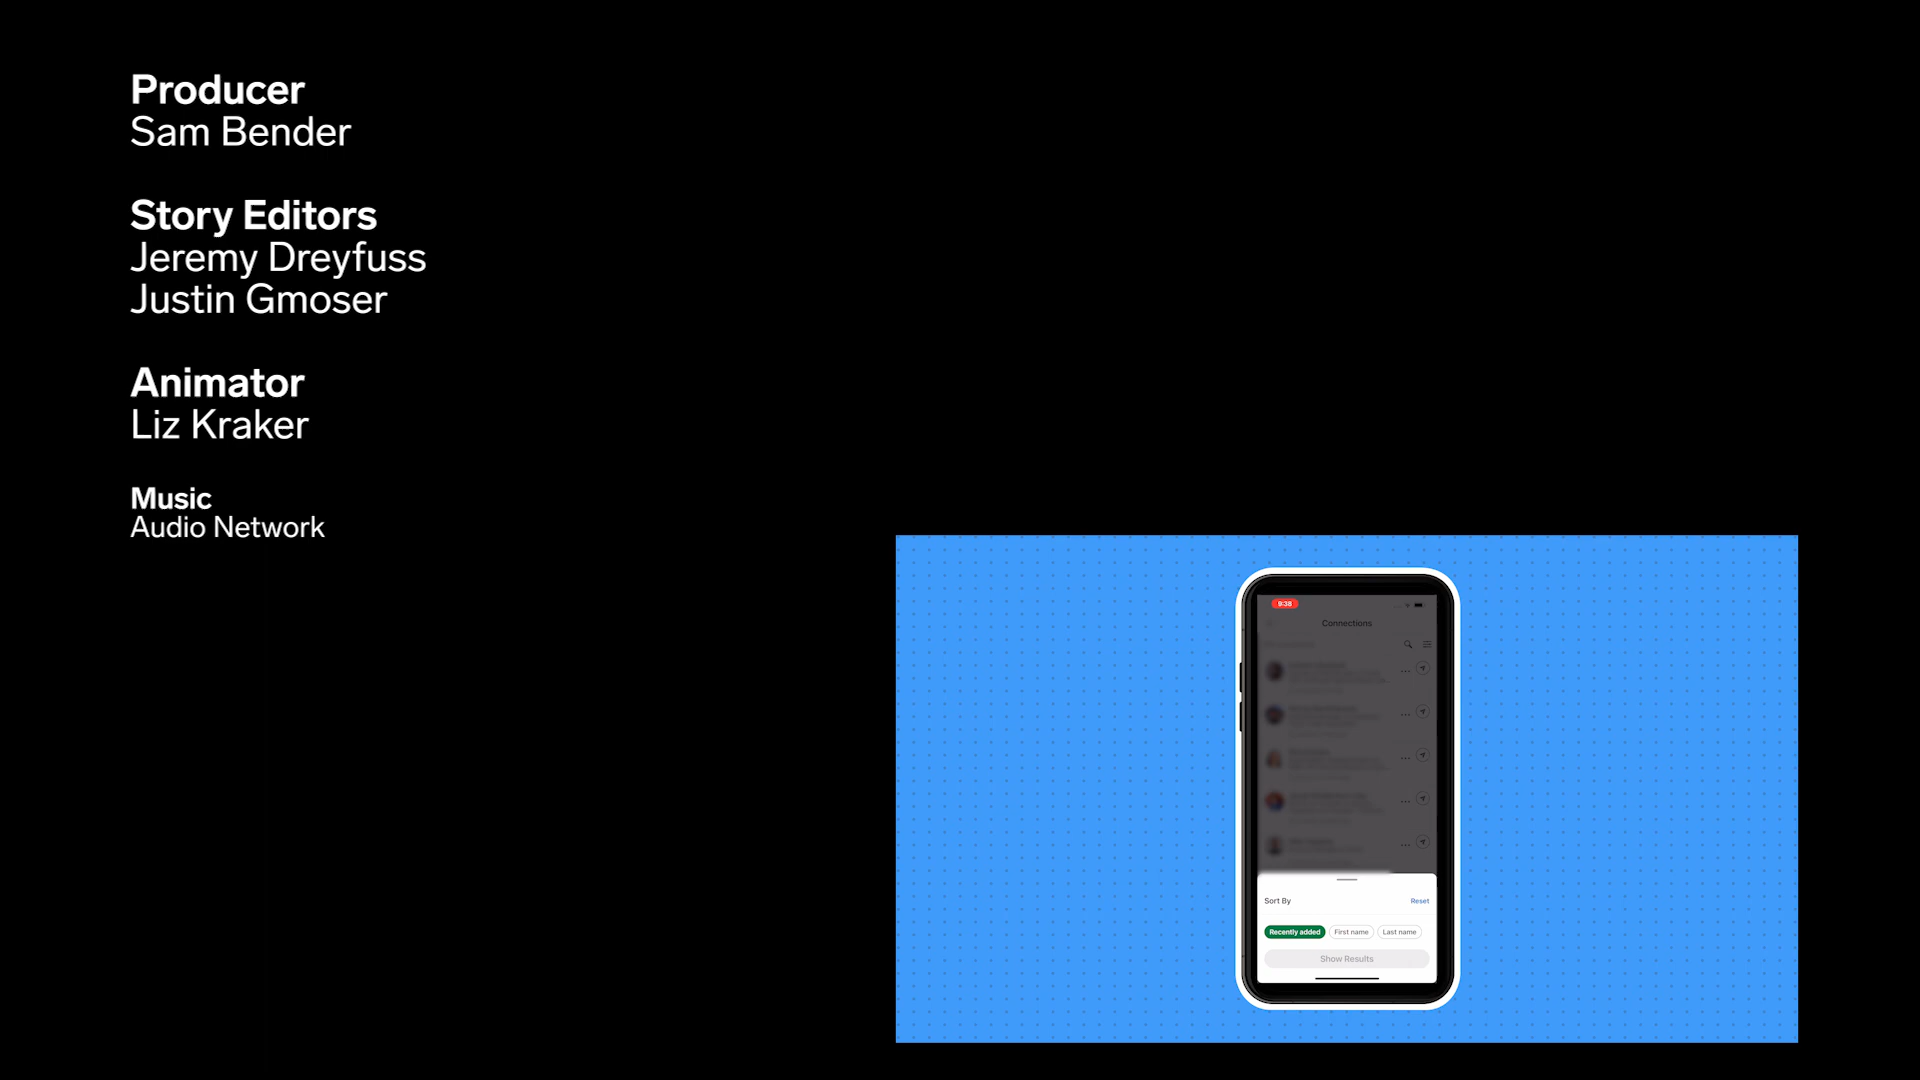 Producer
Sam Bender
Story Editors
Jeremy Dreyfuss
Justin Gmoser
Animator
Liz Kraker
Music
Audio Network
8:38
Connections
Sort By
Reset
Recently added
First name
Last name
Show Results